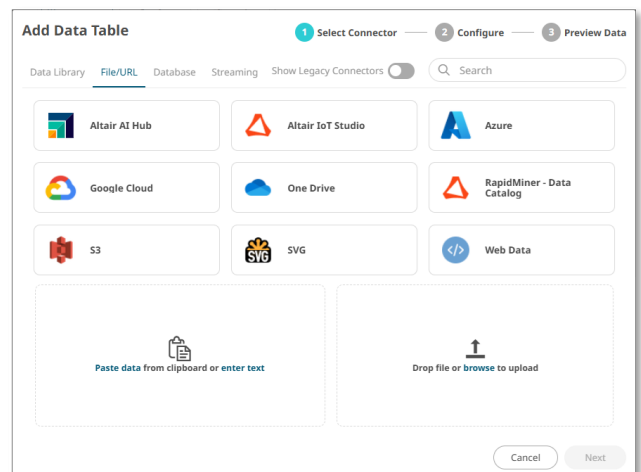 Add Data Table
1 Select Connector
2 Configure
3 Preview Data
Data Library
File/URL
Database
Streaming
Show Legacy Connectors
Search
Altair AI Hub
Altair IoT Studio
Azure
Google Cloud
One Drive
RapidMiner - Data
Catalog
S3
SVG
SVG
Web Data
Paste data from clipboard or enter text
Drop file or browse to upload
Cancel
Next